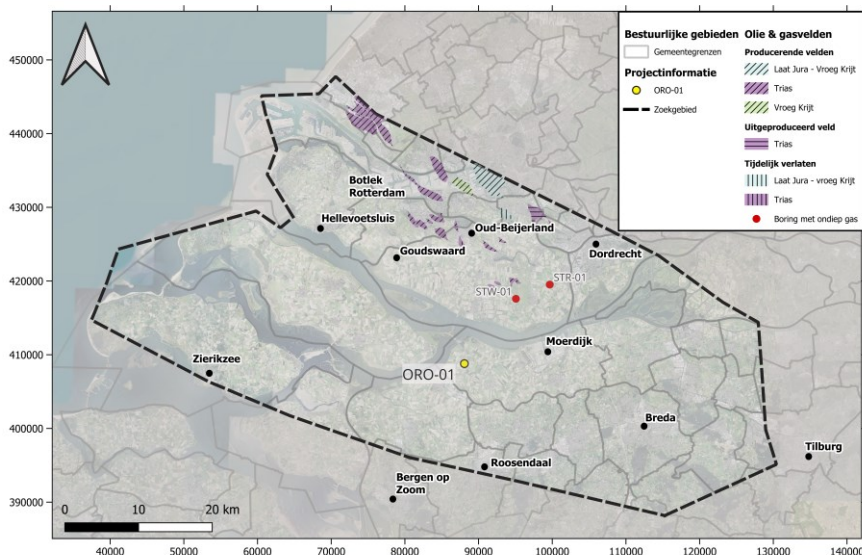 450000
440000
430000
420000
410000
400000
390000
40000
50000
60000
70000
80000
90000
100000
110000
120000
130000
140000
Botlek
Rotterdam
Hellevoetsluis
Oud-Beijerland
Goudswaard
Dordrecht
STR-01
STW-01
Moerdijk
ORO-01
Zierikzee
Breda
Tilburg
Roosendaal
Bergen op
Zoom
0
10
20 km
Bestuurlijke gebieden
Gemeentegrenzen
Projectinformatie
ORO-01
Zoekgebied
Olie & gasvelden
Producerende velden
Laat Jura - Vroeg Krijt
Trias
Vroeg Krijt
Uitgeproduceerd veld
Trias
Tijdelijk verlaten
Laat Jura - vroeg Krijt
Trias
Boring met ondiep gas